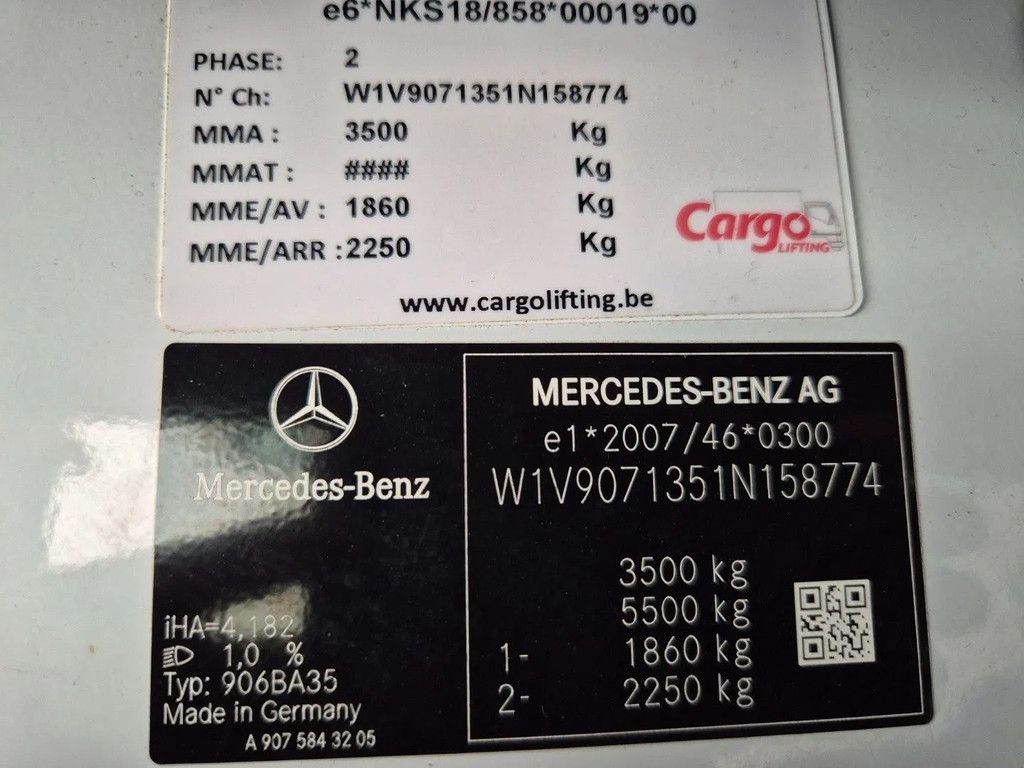 e6*NKS18/858*00019*00
PHASE: 2
N° Ch: W1V9071351N158774
MMA : 3500 Kg
MMAT : #### Kg
MME/AV : 1860 Kg
MME/ARR : 2250 Kg
Cargo
LIFTING
www.cargolifting.be
Mercedes-Benz
iHA=4,182
1,0 %
Typ: 906BA35
Made in Germany
A 907 584 32 05
MERCEDES-BENZ AG
e1*2007/46*0300
W1V9071351N158774
3500 kg
5500 kg
1- 1860 kg
2- 2250 kg